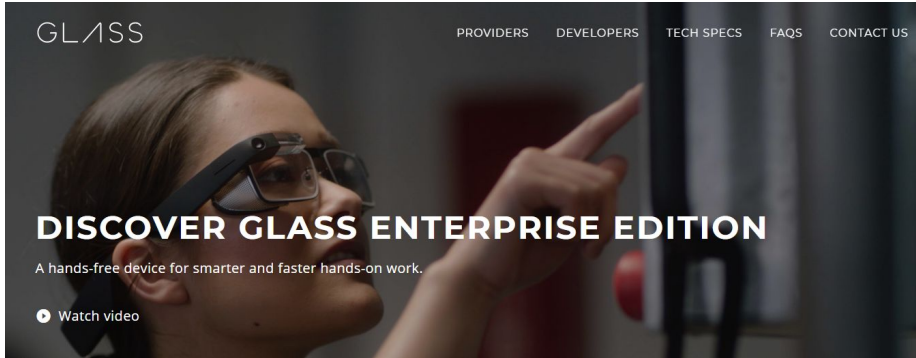 GLASS
PROVIDERS DEVELOPERS TECH SPECS FAQS CONTACT US
DISCOVER GLASS ENTERPRISE EDITION
A hands-free device for smarter and faster hands-on work.
Watch video